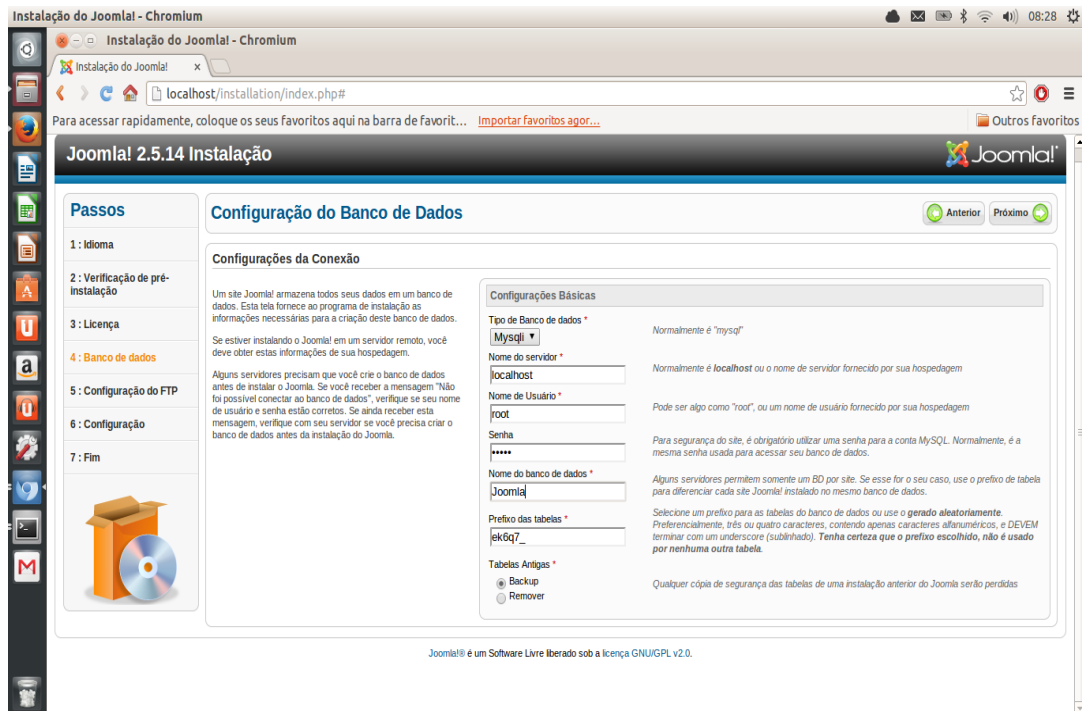 Instalação do Joomla! - Chromium
08:28
Instalação do Joomla! - Chromium
Instalação do Joomla!
localhost/installation/index.php#
Para acessar rapidamente, coloque os seus favoritos aqui na barra de favorit... Importar favoritos agor...
Outros favoritos
Joomla! 2.5.14 Instalação
Joomla!
Passos
1 : Idioma
2 : Verificação de pré-
instalação
3 : Licença
4 : Banco de dados
5 : Configuração do FTP
6 : Configuração
7 : Fim
Configuração do Banco de Dados
Anterior
Próximo
Configurações da Conexão
Um site Joomla! armazena todos seus dados em um banco de
dados. Esta tela fornece ao programa de instalação as
informações necessárias para a criação deste banco de dados.
Se estiver instalando o Joomla! em um servidor remoto, você
deve obter estas informações de sua hospedagem.
Alguns servidores precisam que você crie o banco de dados
antes de instalar o Joomla. Se você receber a mensagem "Não
foi possível conectar ao banco de dados", verifique se seu nome
de usuário e senha estão corretos. Se ainda receber esta
mensagem, verifique com seu servidor se você precisa criar o
banco de dados antes da instalação do Joomla.
Configurações Básicas
Tipo de Banco de dados *
Mysqli
Normalmente é "mysql"
Nome do servidor *
localhost
Normalmente é localhost ou o nome de servidor fornecido por sua hospedagem
Nome de Usuário *
root
Pode ser algo como "root", ou um nome de usuário fornecido por sua hospedagem
Senha
•••••
Para segurança do site, é obrigatório utilizar uma senha para a conta MySQL. Normalmente, é a
mesma senha usada para acessar seu banco de dados.
Nome do banco de dados *
Joomla
Alguns servidores permitem somente um BD por site. Se esse for o seu caso, use o prefixo de tabela
para diferenciar cada site Joomla! instalado no mesmo banco de dados.
Prefixo das tabelas *
ek6q7_
Selecione um prefixo para as tabelas do banco de dados ou use o gerado aleatoriamente.
Preferencialmente, três ou quatro caracteres, contendo apenas caracteres alfanuméricos, e DEVEM
terminar com um underscore (sublinhado). Tenha certeza que o prefixo escolhido, não é usado
por nenhuma outra tabela.
Tabelas Antigas *
Backup
Remover
Qualquer cópia de segurança das tabelas de uma instalação anterior do Joomla serão perdidas
Joomla!® é um Software Livre liberado sob a licença GNU/GPL v2.0.